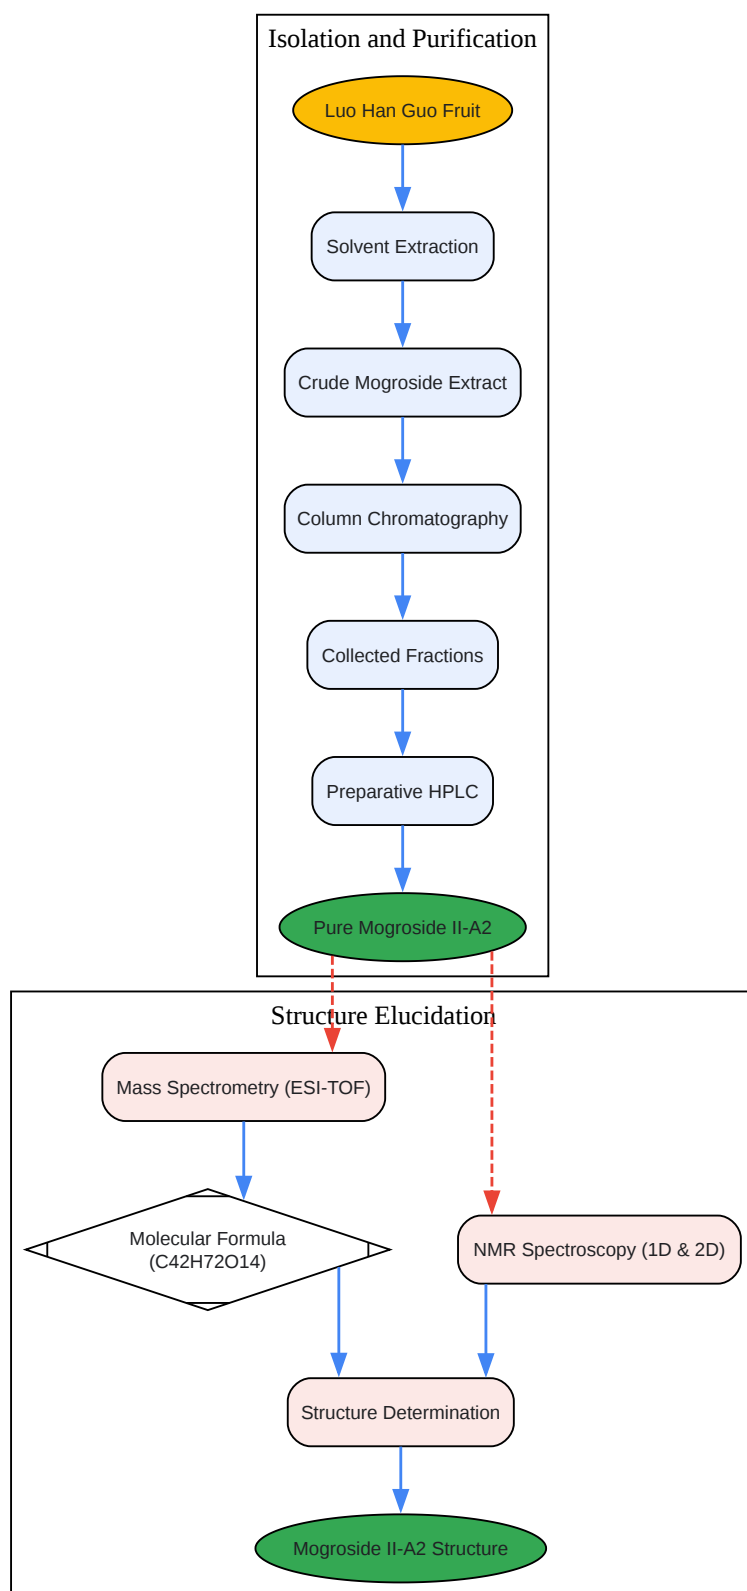 Isolation and Purification
Luo Han Guo Fruit
Solvent Extraction
Crude Mogroside Extract
Column Chromatography
Collected Fractions
Preparative HPLC
Pure Mogroside II-A2
Structure Elucidation
Mass Spectrometry (ESI-TOF)
Molecular Formula
(C42H72O14)
NMR Spectroscopy (1D & 2D)
Structure Determination
Mogroside II-A2 Structure